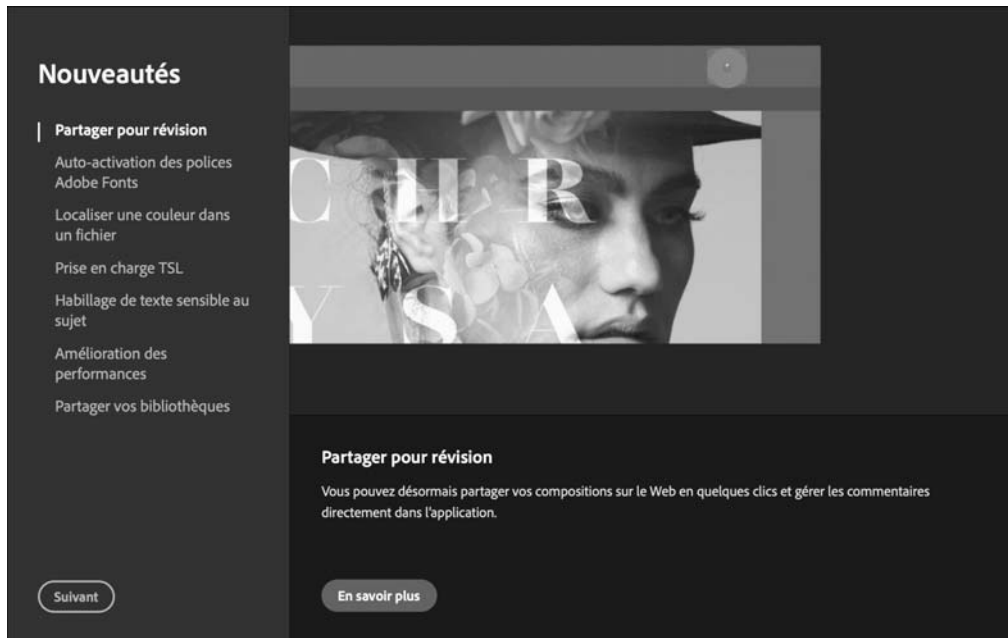 Nouveautés
Partager pour révision
Auto-activation des polices
Adobe Fonts
Localiser une couleur dans
un fichier
Prise en charge TSL
Habillage de texte sensible au
sujet
Amélioration des
performances
Partager vos bibliothèques
Suivant
C H R
Y S A
Partager pour révision
Vous pouvez désormais partager vos compositions sur le Web en quelques clics et gérer les commentaires
directement dans l'application.
En savoir plus